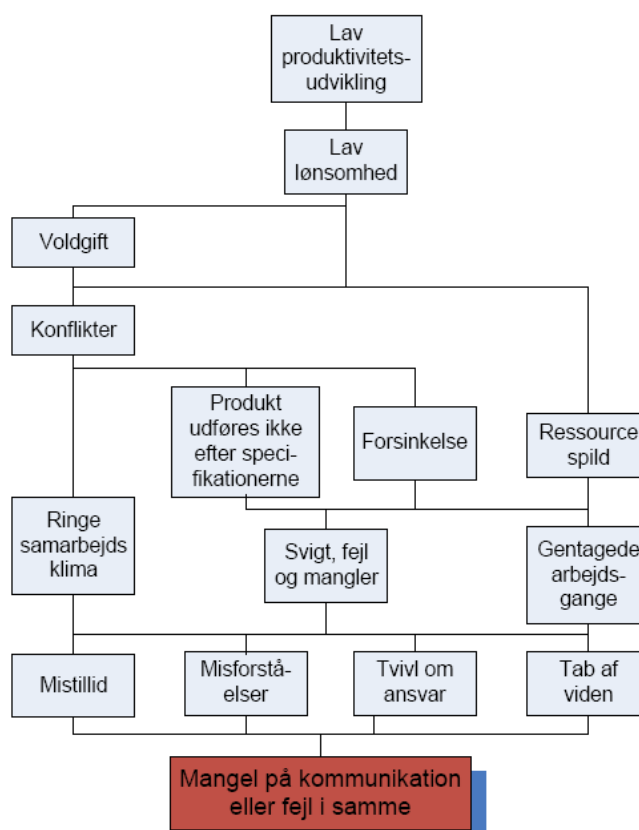 Lav
produktivitets-
udvikling
Lav
lønsomhed
Voldgift
Konflikter
Produkt
udføres ikke
efter speci-
fikationerne
Forsinkelse
Ressource
spild
Ringe
samarbejds
klima
Svigt, fejl
og mangler
Gentagede
arbejds-
gange
Mistillid
Misforstå-
elser
Tvivl om
ansvar
Tab af
viden
Mangel på kommunikation
eller fejl i samme